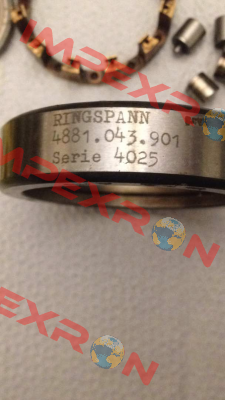 RINGSPANN
4881.043.901
Serie 4025
IMPEXRON
IMPEXRON
IMPEXRON